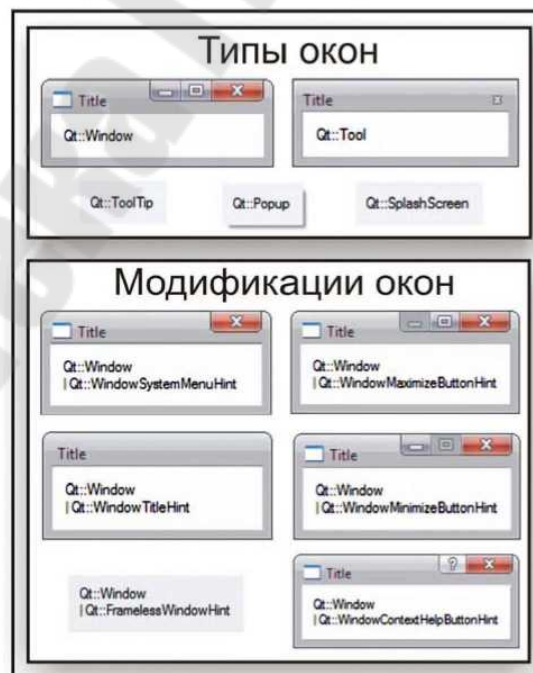 Типы окон
Title
Qt::Window
Title
Qt::Tool
Qt::ToolTip
Qt::Popup
Qt::SplashScreen
Модификации окон
Title
Qt::Window
| Qt::WindowSystemMenuHint
Title
Qt::Window
| Qt::WindowMaximizeButtonHint
Title
Qt::Window
| Qt::WindowTitleHint
Title
Qt::Window
| Qt::WindowMinimizeButtonHint
Qt::Window
| Qt::FramelessWindowHint
Title
Qt::Window
| Qt::WindowContextHelpButtonHint